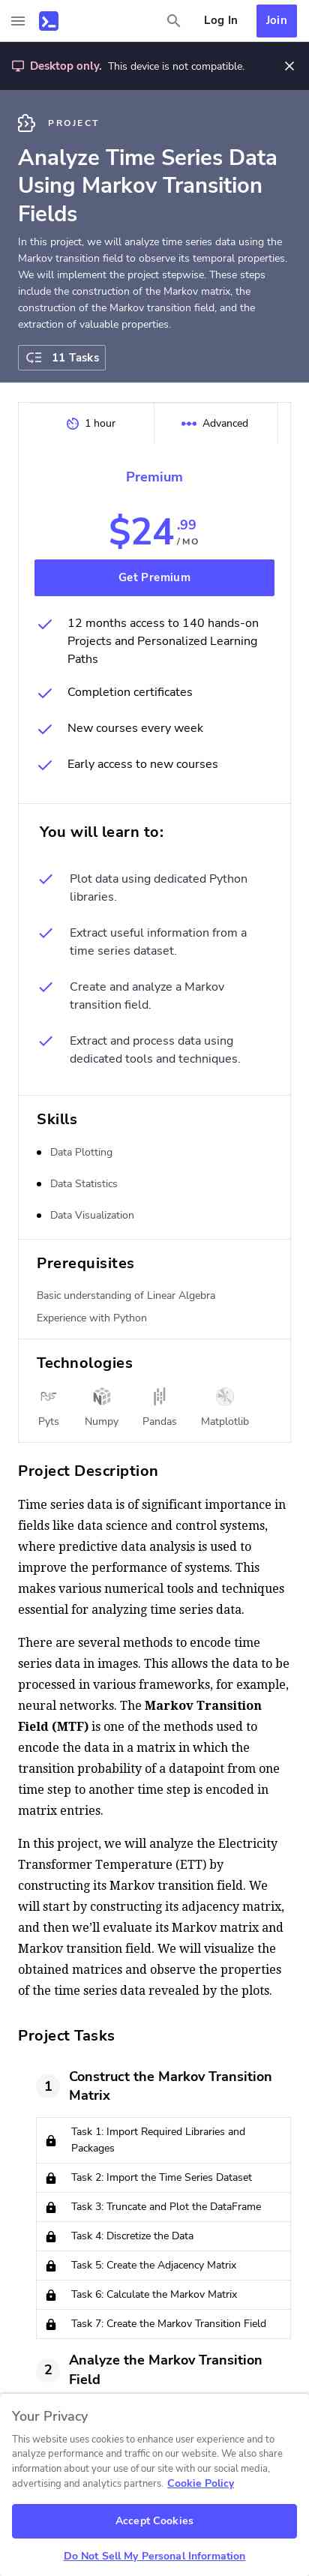 Log In
Join
Desktop only. This device is not compatible.
PROJECT
Analyze Time Series Data
Using Markov Transition
Fields
In this project, we will analyze time series data using the
Markov transition field to observe its temporal properties.
We will implement the project stepwise. These steps
include the construction of the Markov matrix, the
construction of the Markov transition field, and the
extraction of valuable properties.
11 Tasks
1 hour
Advanced
Premium
$24.99
/ MO
Get Premium
12 months access to 140 hands-on
Projects and Personalized Learning
Paths
Completion certificates
New courses every week
Early access to new courses
You will learn to:
Plot data using dedicated Python
libraries.
Extract useful information from a
time series dataset.
Create and analyze a Markov
transition field.
Extract and process data using
dedicated tools and techniques.
Skills
Data Plotting
Data Statistics
Data Visualization
Prerequisites
Basic understanding of Linear Algebra
Experience with Python
Technologies
Pyts
Numpy
Pandas
Matplotlib
Project Description
Time series data is of significant importance in
fields like data science and control systems,
where predictive data analysis is used to
improve the performance of systems. This
makes various numerical tools and techniques
essential for analyzing time series data.
There are several methods to encode time
series data in images. This allows the data to be
processed in various frameworks, for example,
neural networks. The Markov Transition
Field (MTF) is one of the methods used to
encode the data in a matrix in which the
transition probability of a datapoint from one
time step to another time step is encoded in
matrix entries.
In this project, we will analyze the Electricity
Transformer Temperature (ETT) by
constructing its Markov transition field. We
will start by constructing its adjacency matrix,
and then we'll evaluate its Markov matrix and
Markov transition field. We will visualize the
obtained matrices and observe the properties
of the time series data revealed by the plots.
Project Tasks
1
Construct the Markov Transition
Matrix
Task 1: Import Required Libraries and
Packages
Task 2: Import the Time Series Dataset
Task 3: Truncate and Plot the DataFrame
Task 4: Discretize the Data
Task 5: Create the Adjacency Matrix
Task 6: Calculate the Markov Matrix
Task 7: Create the Markov Transition Field
2
Analyze the Markov Transition
Field
Your Privacy
This website uses cookies to enhance user experience and to
analyze performance and traffic on our website. We also share
information about your use of our site with our social media,
advertising and analytics partners. Cookie Policy
Accept Cookies
Do Not Sell My Personal Information